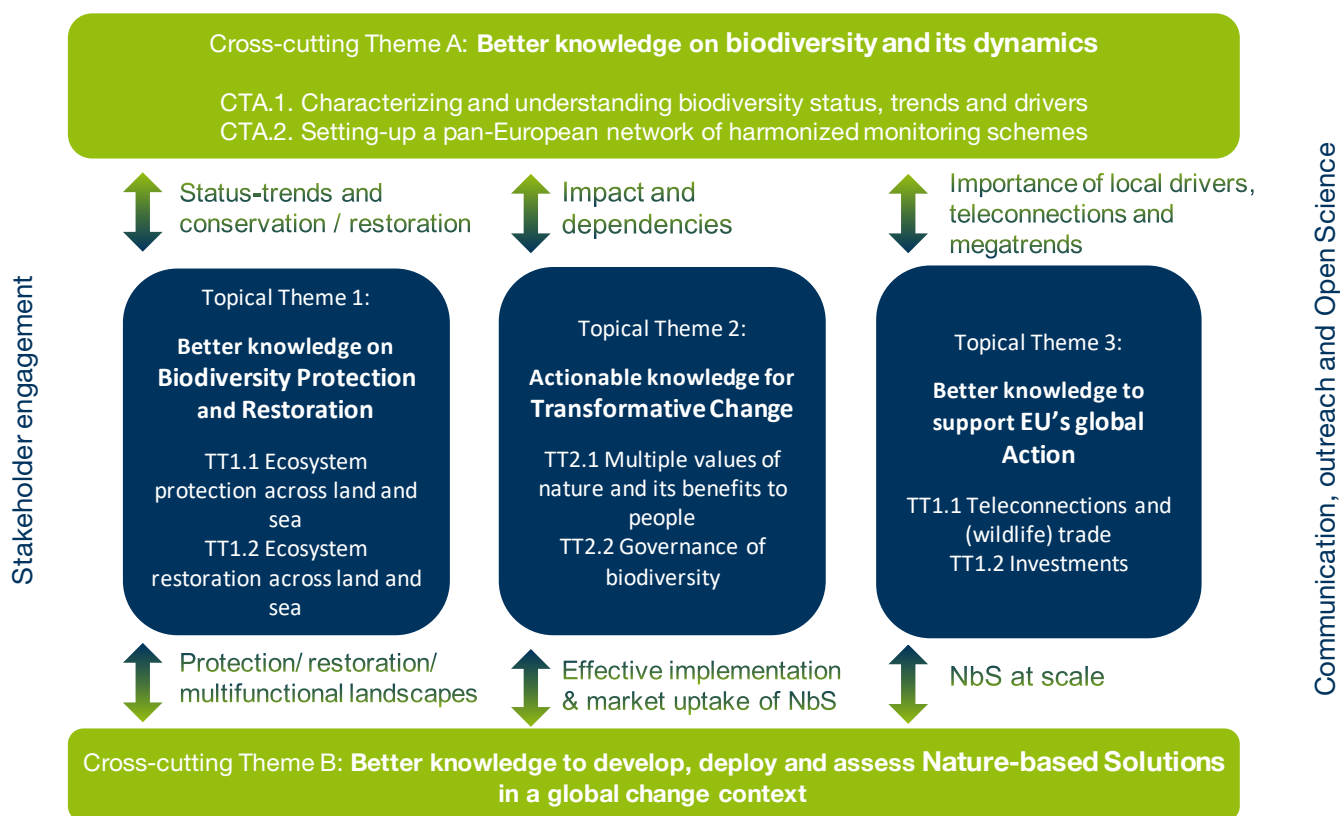 Cross-cutting Theme A: Better knowledge on biodiversity and its dynamics
CTA.1. Characterizing and understanding biodiversity status, trends and drivers
CTA.2. Setting-up a pan-European network of harmonized monitoring schemes
Status-trends and
conservation / restoration
Impact and
dependencies
Importance of local drivers,
teleconnections and
megatrends
Stakeholder engagement
Topical Theme 1:
Better knowledge on
Biodiversity Protection
and Restoration
TT1.1 Ecosystem
protection across land and
sea
TT1.2 Ecosystem
restoration across land and
sea
Topical Theme 2:
Actionable knowledge for
Transformative Change
TT2.1 Multiple values of
nature and its benefits to
people
TT2.2 Governance of
biodiversity
Topical Theme 3:
Better knowledge to
support EU's global
Action
TT1.1 Teleconnections and
(wildlife) trade
TT1.2 Investments
Communication, outreach and Open Science
Protection/ restoration/
multifunctional landscapes
Effective implementation
& market uptake of NbS
NbS at scale
Cross-cutting Theme B: Better knowledge to develop, deploy and assess Nature-based Solutions
in a global change context